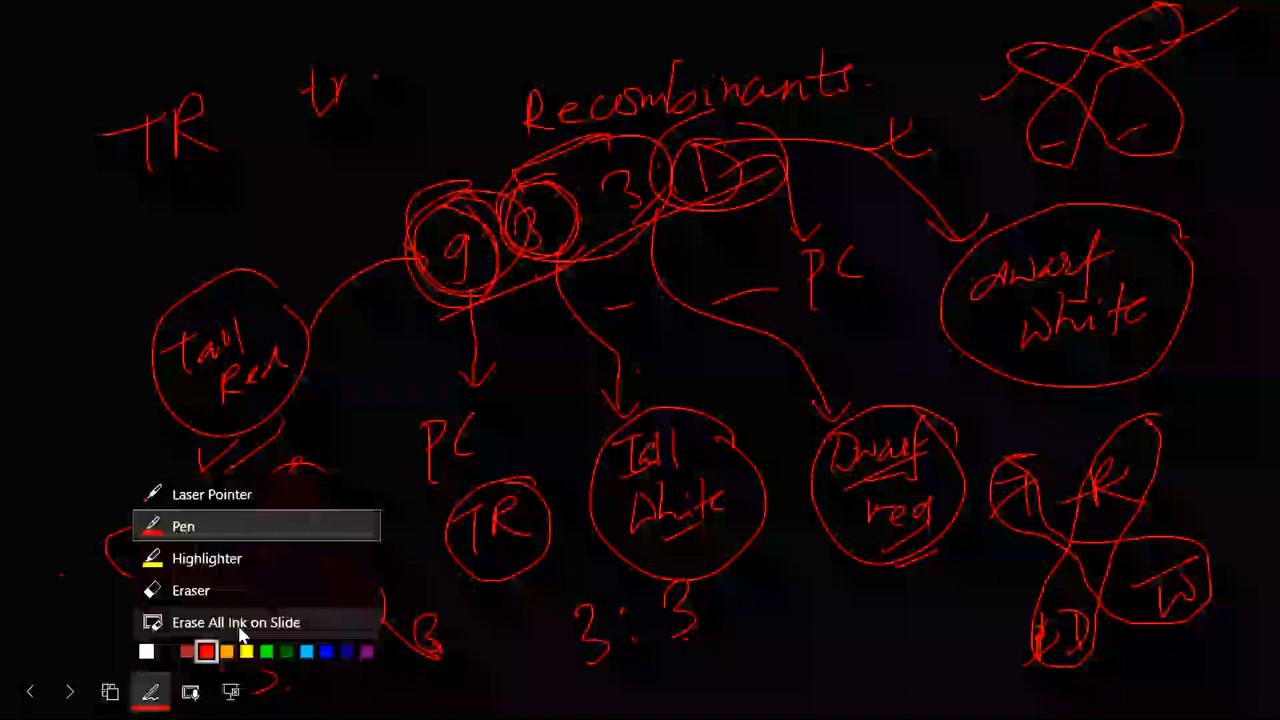 TR
tr
Recombinants.
9 3 3 1
PC
Dwarf
White
Tall
Red
PC
TR
Tall
White
Dwarf
red
T R
D W
3:3
Laser Pointer
Pen
Highlighter
Eraser
Erase All Ink on Slide